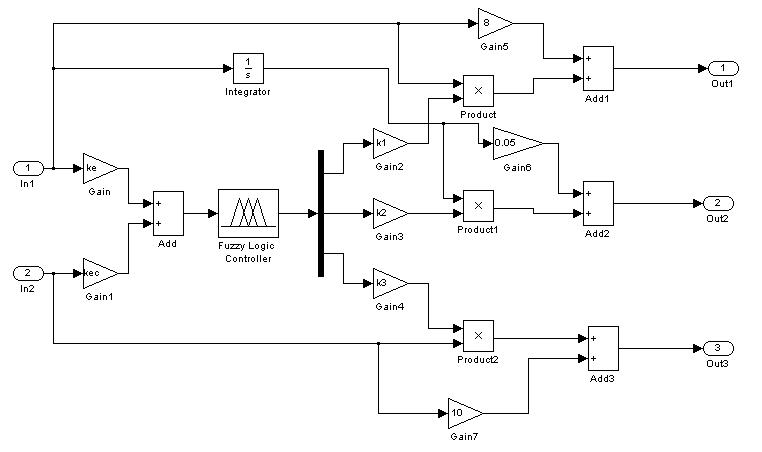 8
Gain5
1
Out1
1
s
Integrator
×
Product
+
+
Add1
k1
Gain2
0.05
Gain6
1
In1
ke
Gain
+
+
Add
Fuzzy Logic
Controller
k2
Gain3
×
Product1
+
+
Add2
2
Out2
2
In2
kec
Gain1
k3
Gain4
×
Product2
+
+
Add3
3
Out3
10
Gain7